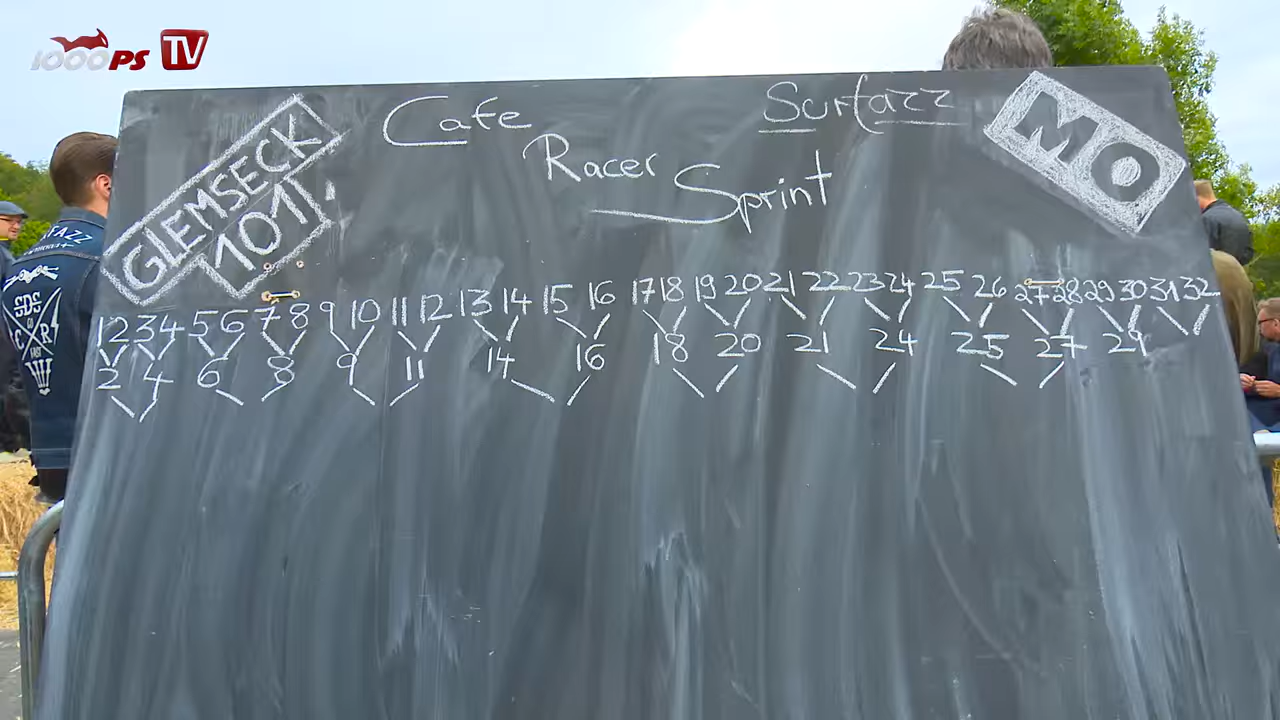 1000PS TV
Cafe Surfazz
Racer
Sprint
GLEMSECK
101!
MO
1 2 3 4 5 6 7 8 9 10 11 12 13 14 15 16 17 18 19 20 21 22 23 24 25 26 27 28 29 30 31 32
2 4 6 8 9 11 14 16 18 20 21 24 25 27 29
SDS
C R